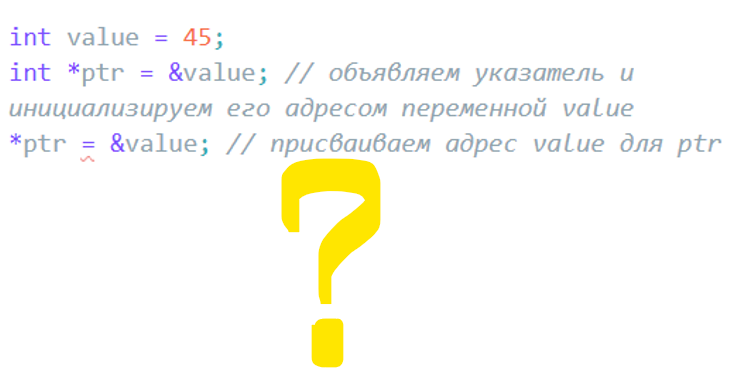 int value = 45;
int *ptr = &value; // объявляем указатель и
инициализируем его адресом переменной value
*ptr = &value; // присваиваем адрес value для ptr
?